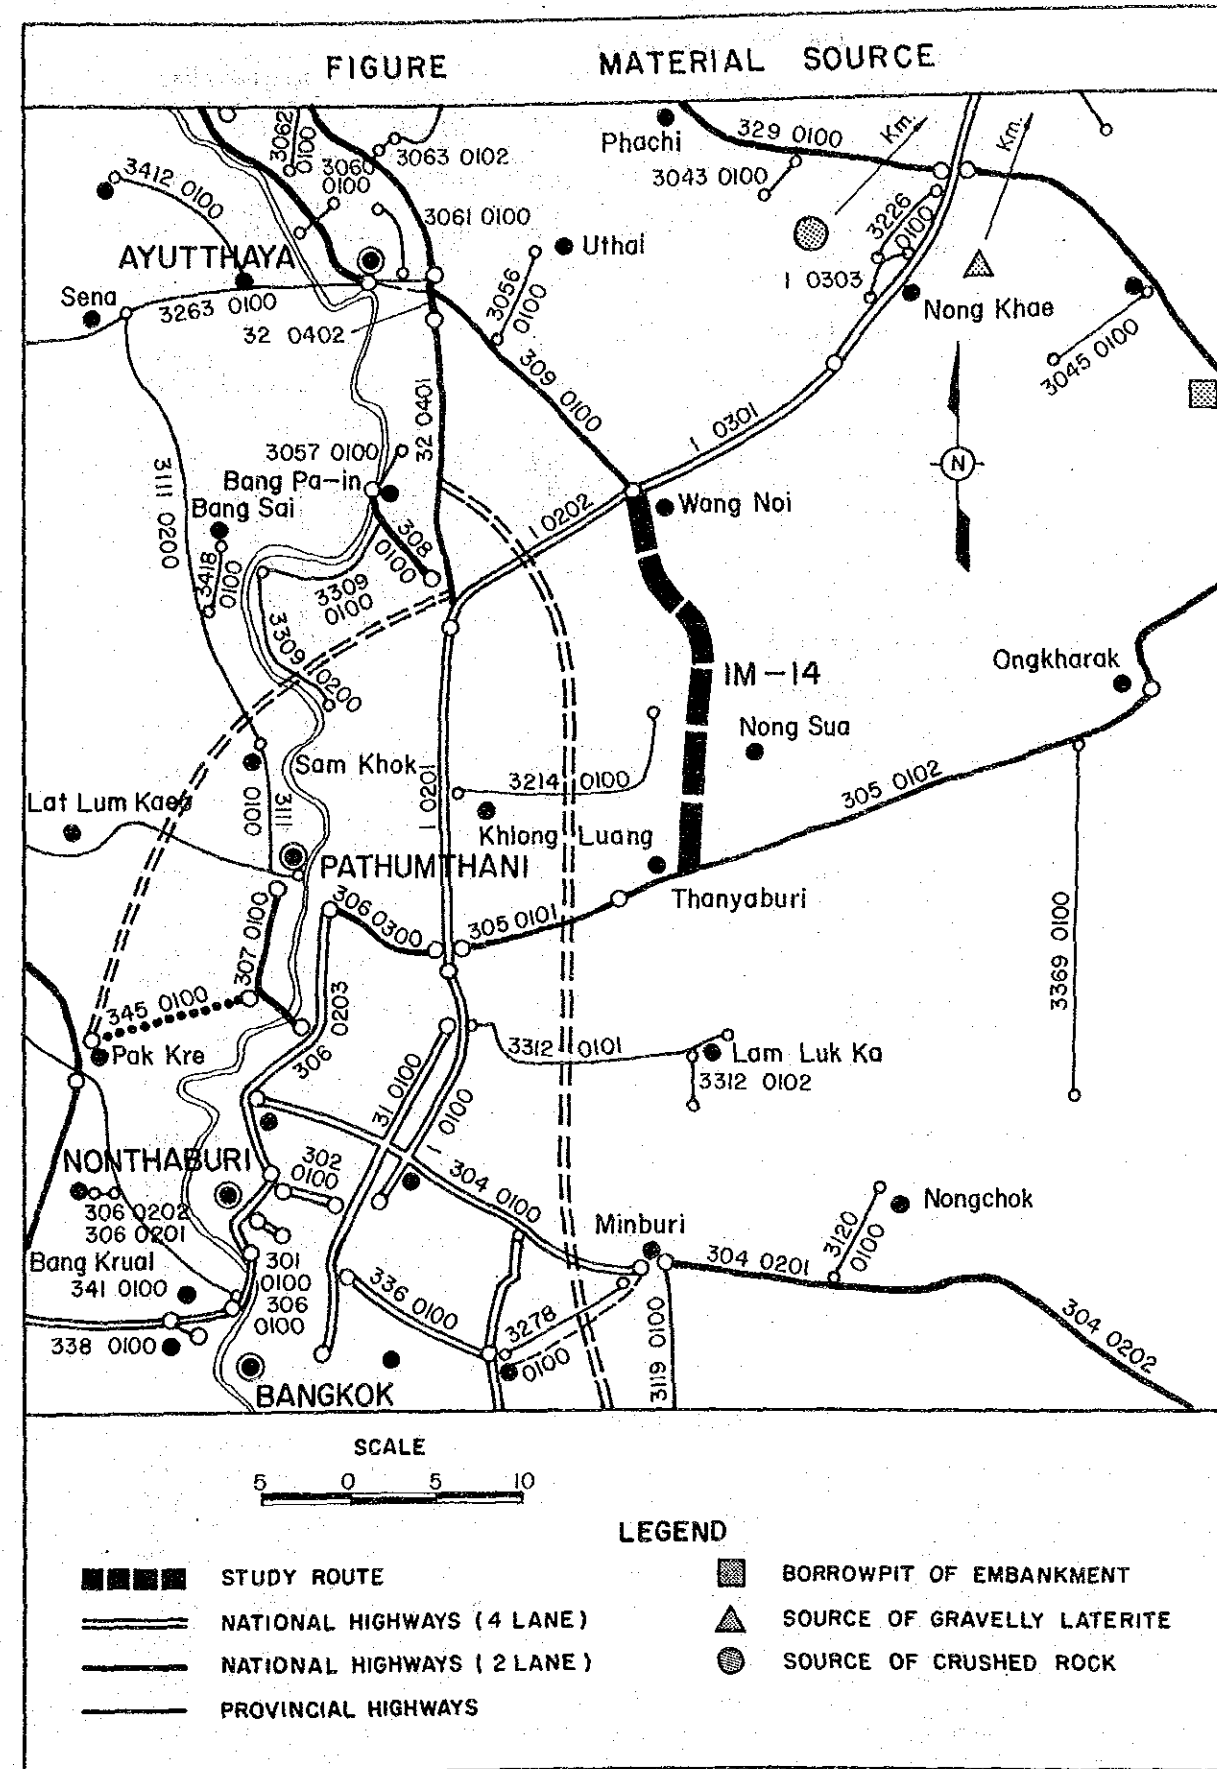 FIGURE MATERIAL SOURCE
3062 0100
3063 0102
3060 0100
3412 0100
3061 0100
Phachi
329 0100
Km.
Km.
3043 0100
3226 0100
AYUTTHAYA
Uthai
1 0303
Sena
3263 0100
32 0402
3056 0100
Nong Khae
3045 0100
309 0100
32 0401
1 0301
3057 0100
Bang Pa-in
Bang Sai
3111 0200
1 0202
Wang Noi
N
308 0100
3418 0100
3309 0100
3309 0200
IM-14
Ongkharak
Nong Sua
Sam Khok
3214 0100
1 0201
305 0102
Lat Lum Kaeo
3111 0100
Khlong Luang
PATHUMTHANI
Thanyaburi
306 0300
305 0101
307 0100
3369 0100
345 0100
306 0203
Pak Kre
3312 0101
Lam Luk Ka
3312 0102
31 0100
1 0100
NONTHABURI
302 0100
304 0100
306 0202
306 0201
Minburi
Nongchok
3120 0100
Bang Krual
341 0100
301 0100
306 0100
304 0201
336 0100
3278 0100
3119 0100
304 0202
338 0100
BANGKOK
SCALE
5 0 5 10
LEGEND
STUDY ROUTE
NATIONAL HIGHWAYS (4 LANE)
NATIONAL HIGHWAYS (2 LANE)
PROVINCIAL HIGHWAYS
BORROWPIT OF EMBANKMENT
SOURCE OF GRAVELLY LATERITE
SOURCE OF CRUSHED ROCK